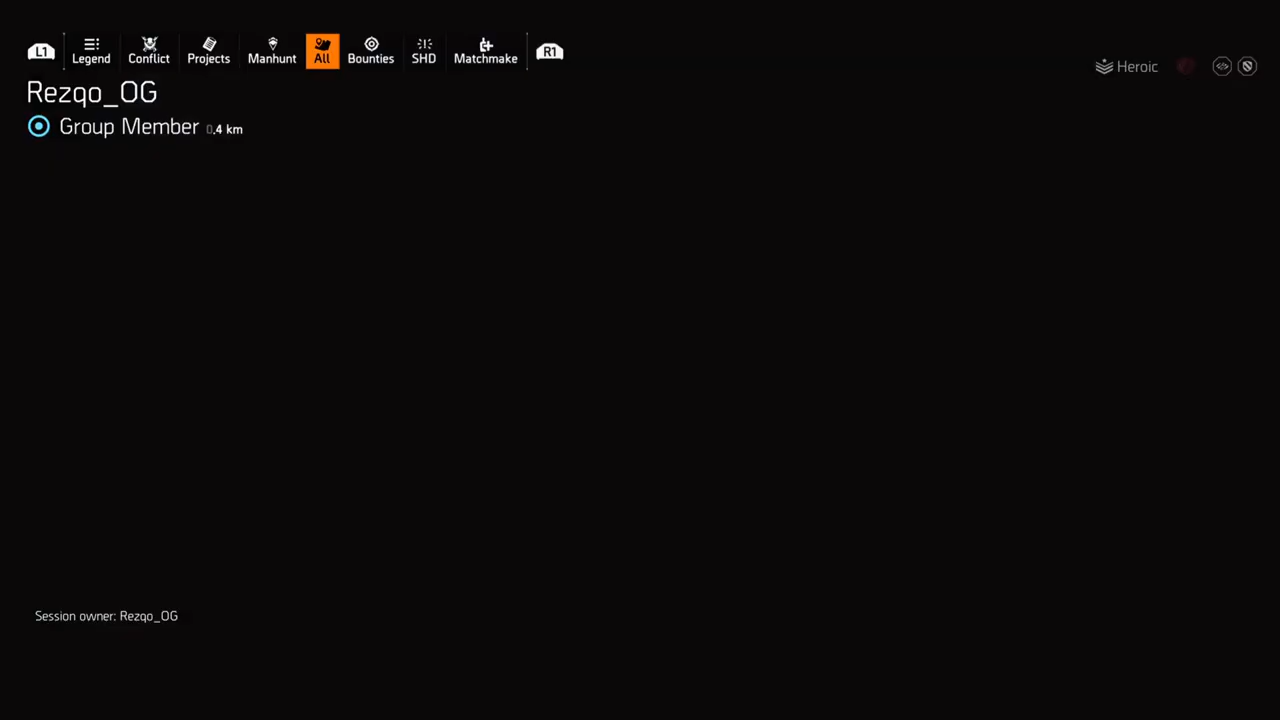 L1 Legend Conflict Projects Manhunt All Bounties SHD Matchmake R1
Heroic
Rezqo_OG
Group Member 0.4 km
Session owner: Rezqo_OG